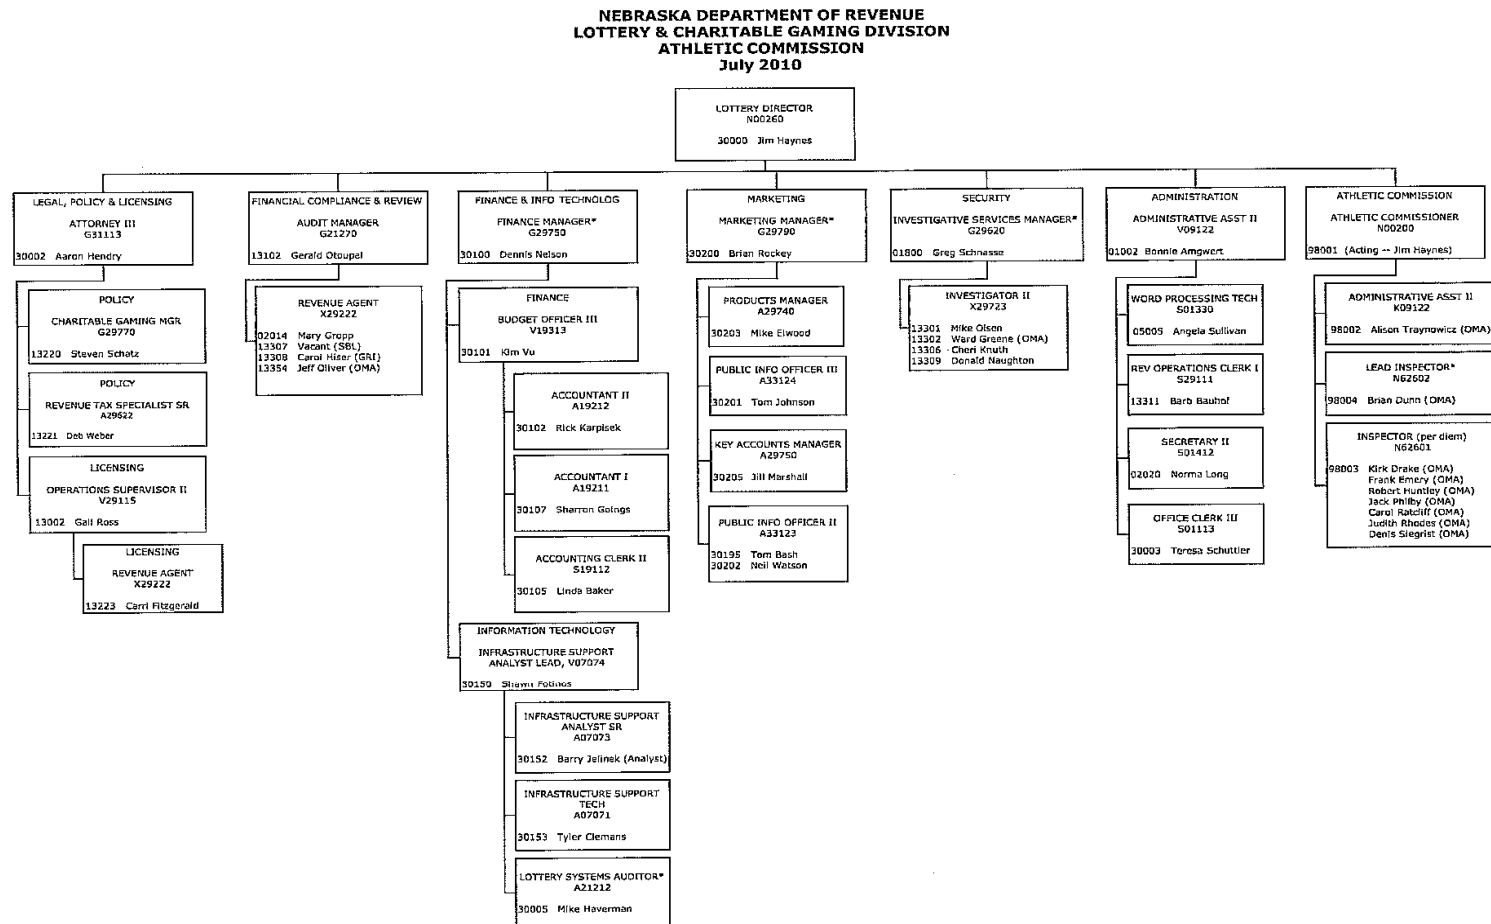 NEBRASKA DEPARTMENT OF REVENUE
LOTTERY & CHARITABLE GAMING DIVISION
ATHLETIC COMMISSION
July 2010
LOTTERY DIRECTOR
N00260
30000 Jim Haynes
LEGAL, POLICY & LICENSING
ATTORNEY III
G31113
30002 Aaron Hendry
POLICY
CHARITABLE GAMING MGR
G29770
13220 Steven Schatz
POLICY
REVENUE TAX SPECIALIST SR
A29622
13221 Deb Weber
LICENSING
OPERATIONS SUPERVISOR II
V29115
13002 Gail Ross
LICENSING
REVENUE AGENT
X29222
13223 Carri Fitzgerald
FINANCIAL COMPLIANCE & REVIEW
AUDIT MANAGER
G21270
13102 Gerald Otoupal
REVENUE AGENT
X29222
02014 Mary Gropp
13307 Vacant (SBL)
13308 Carol Hiser (GRI)
13354 Jeff Oliver (OMA)
FINANCE & INFO TECHNOLOG
FINANCE MANAGER*
G29750
30100 Dennis Nelson
FINANCE
BUDGET OFFICER III
V19313
30101 Kim Vu
ACCOUNTANT II
A19212
30102 Rick Karpisek
ACCOUNTANT I
A19211
30107 Sharron Goings
ACCOUNTING CLERK II
S19112
30105 Linda Baker
INFORMATION TECHNOLOGY
INFRASTRUCTURE SUPPORT
ANALYST LEAD, V07074
30150 Shawn Fotinos
INFRASTRUCTURE SUPPORT
ANALYST SR
A07073
30152 Barry Jelinek (Analyst)
INFRASTRUCTURE SUPPORT
TECH
A07071
30153 Tyler Clemans
LOTTERY SYSTEMS AUDITOR*
A21212
30005 Mike Haverman
MARKETING
MARKETING MANAGER*
G29790
30200 Brian Rockey
PRODUCTS MANAGER
A29740
30203 Mike Elwood
PUBLIC INFO OFFICER III
A33124
30201 Tom Johnson
KEY ACCOUNTS MANAGER
A29750
30205 Jill Marshall
PUBLIC INFO OFFICER II
A33123
30195 Tom Bash
30202 Neil Watson
SECURITY
INVESTIGATIVE SERVICES MANAGER*
G29620
01800 Greg Schnasse
INVESTIGATOR II
X29723
13301 Mike Olsen
13302 Ward Greene (OMA)
13306 Cheri Knuth
13309 Donald Naughton
ADMINISTRATION
ADMINISTRATIVE ASST II
V09122
01002 Bonnie Amgwert
WORD PROCESSING TECH
S01330
05005 Angela Sullivan
REV OPERATIONS CLERK I
S29111
13311 Barb Bauhof
SECRETARY II
S01412
02020 Norma Long
OFFICE CLERK III
S01113
30003 Teresa Schuttler
ATHLETIC COMMISSION
ATHLETIC COMMISSIONER
N00200
98001 (Acting -- Jim Haynes)
ADMINISTRATIVE ASST II
K09122
98002 Alison Traynowicz (OMA)
LEAD INSPECTOR*
N62602
98004 Brian Dunn (OMA)
INSPECTOR (per diem)
N62601
98003 Kirk Drake (OMA)
Frank Emery (OMA)
Robert Huntley (OMA)
Jack Philby (OMA)
Carol Ratcliff (OMA)
Judith Rhodes (OMA)
Denis Siegrist (OMA)